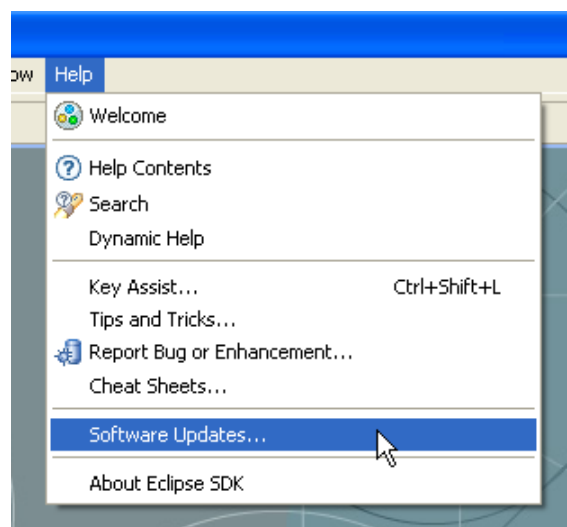 Help
Welcome
Help Contents
Search
Dynamic Help
Key Assist... Ctrl+Shift+L
Tips and Tricks...
Report Bug or Enhancement...
Cheat Sheets...
Software Updates...
About Eclipse SDK